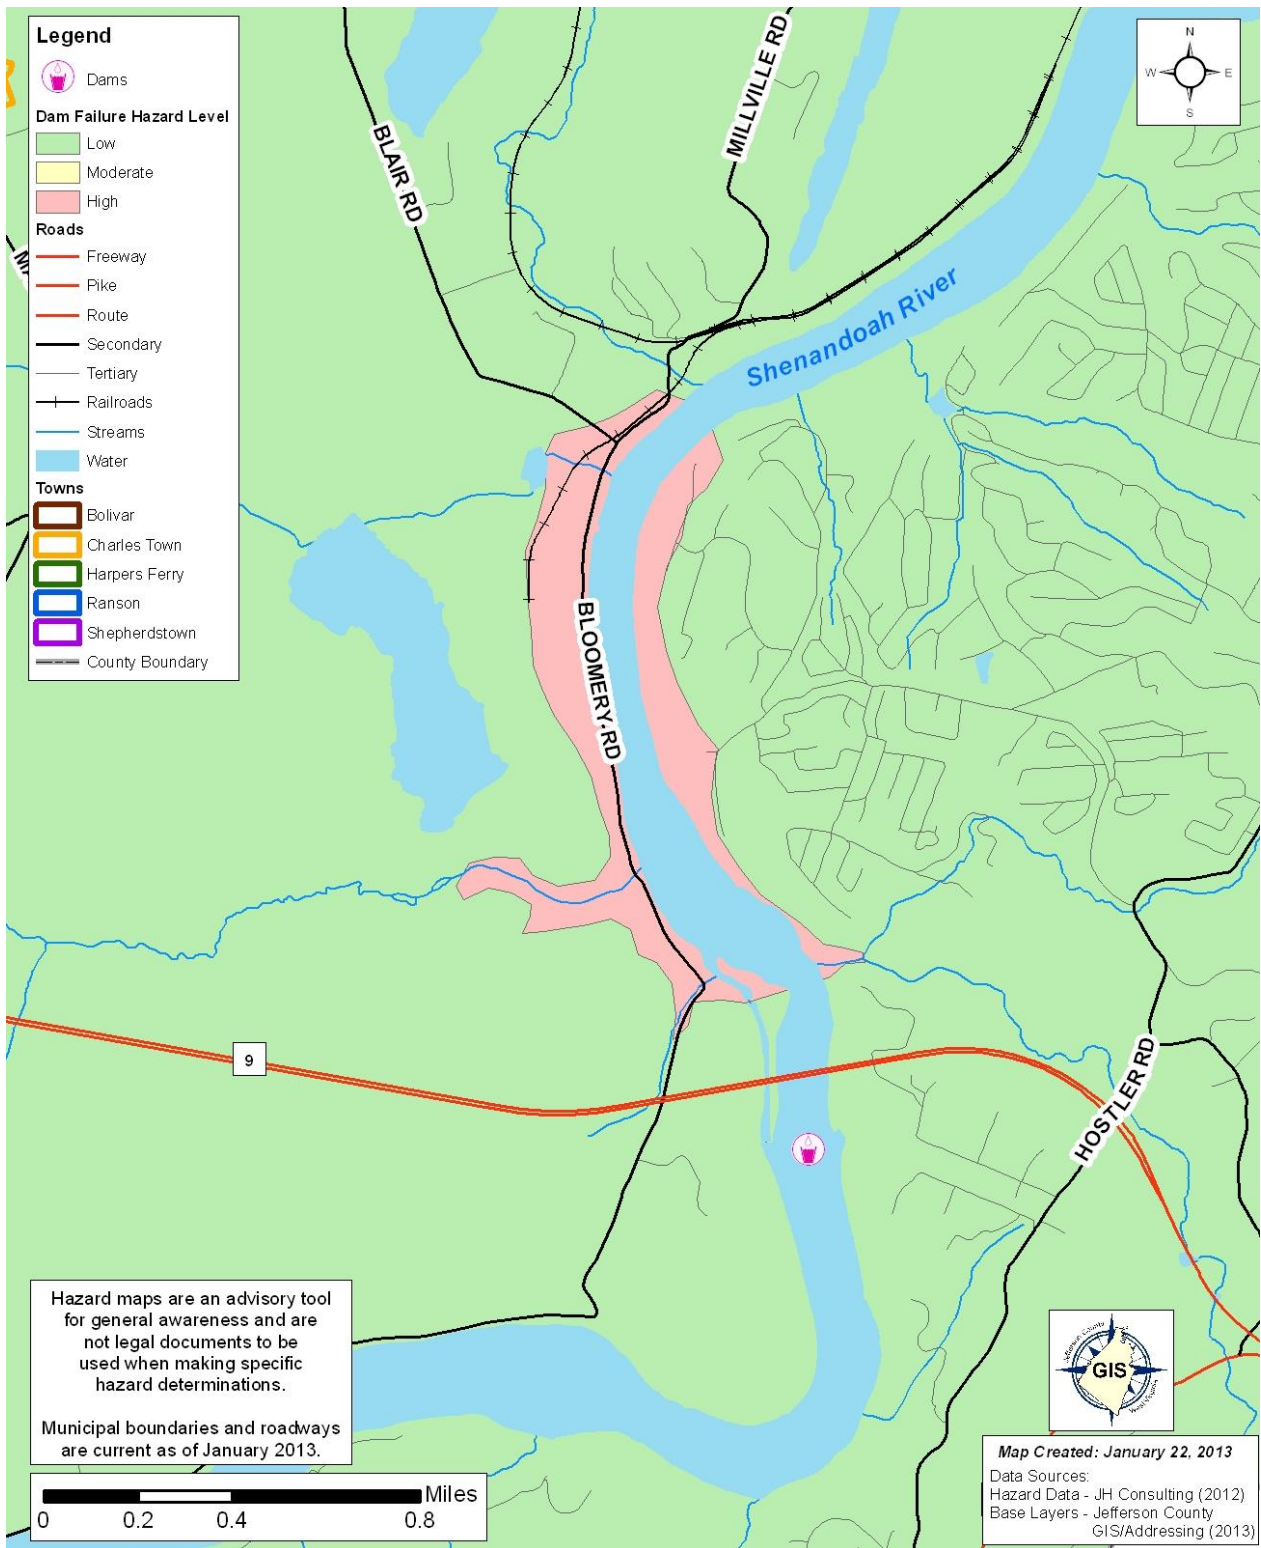 Legend
Dams
Dam Failure Hazard Level
Low
Moderate
High
Roads
Freeway
Pike
Route
Secondary
Tertiary
Railroads
Streams
Water
Towns
Bolivar
Charles Town
Harpers Ferry
Ranson
Shepherdstown
County Boundary
N
W
E
S
BLAIR RD
MILLVILLE RD
Shenandoah River
BLOOMERY RD
9
HOSTLER RD
Hazard maps are an advisory tool
for general awareness and are
not legal documents to be
used when making specific
hazard determinations.
Municipal boundaries and roadways
are current as of January 2013.
Miles
0 0.2 0.4 0.8
Jefferson County
GIS
West Virginia
Map Created: January 22, 2013
Data Sources:
Hazard Data - JH Consulting (2012)
Base Layers - Jefferson County
GIS/Addressing (2013)